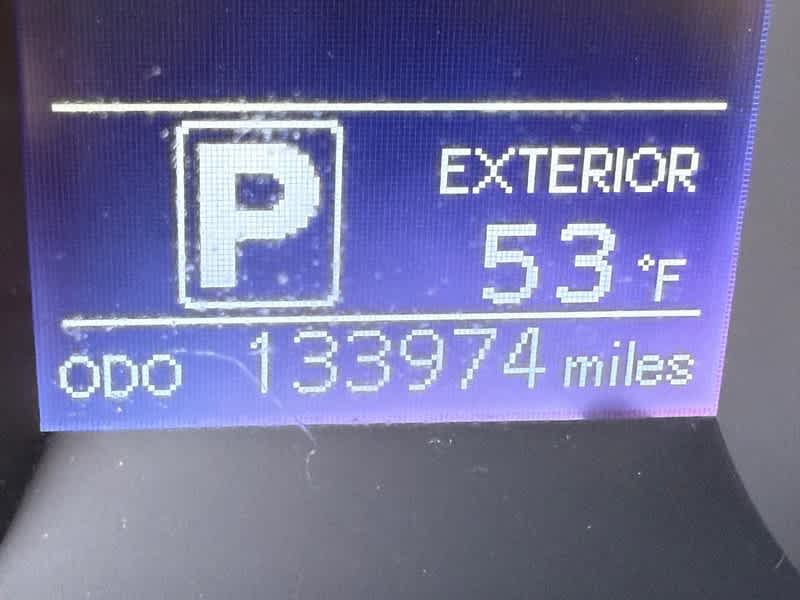 P
EXTERIOR
53 °F
ODO 133974 miles